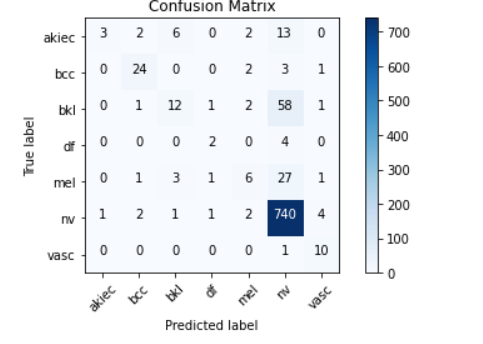 Confusion Matrix
akiec 3 2 6 0 2 13 0
bcc 0 24 0 0 2 3 1
bkl 0 1 12 1 2 58 1
df 0 0 0 2 0 4 0
mel 0 1 3 1 6 27 1
nv 1 2 1 1 2 740 4
vasc 0 0 0 0 0 1 10
akiec bcc bkl df mel nv vasc
Predicted label
True label
700
600
500
400
300
200
100
0